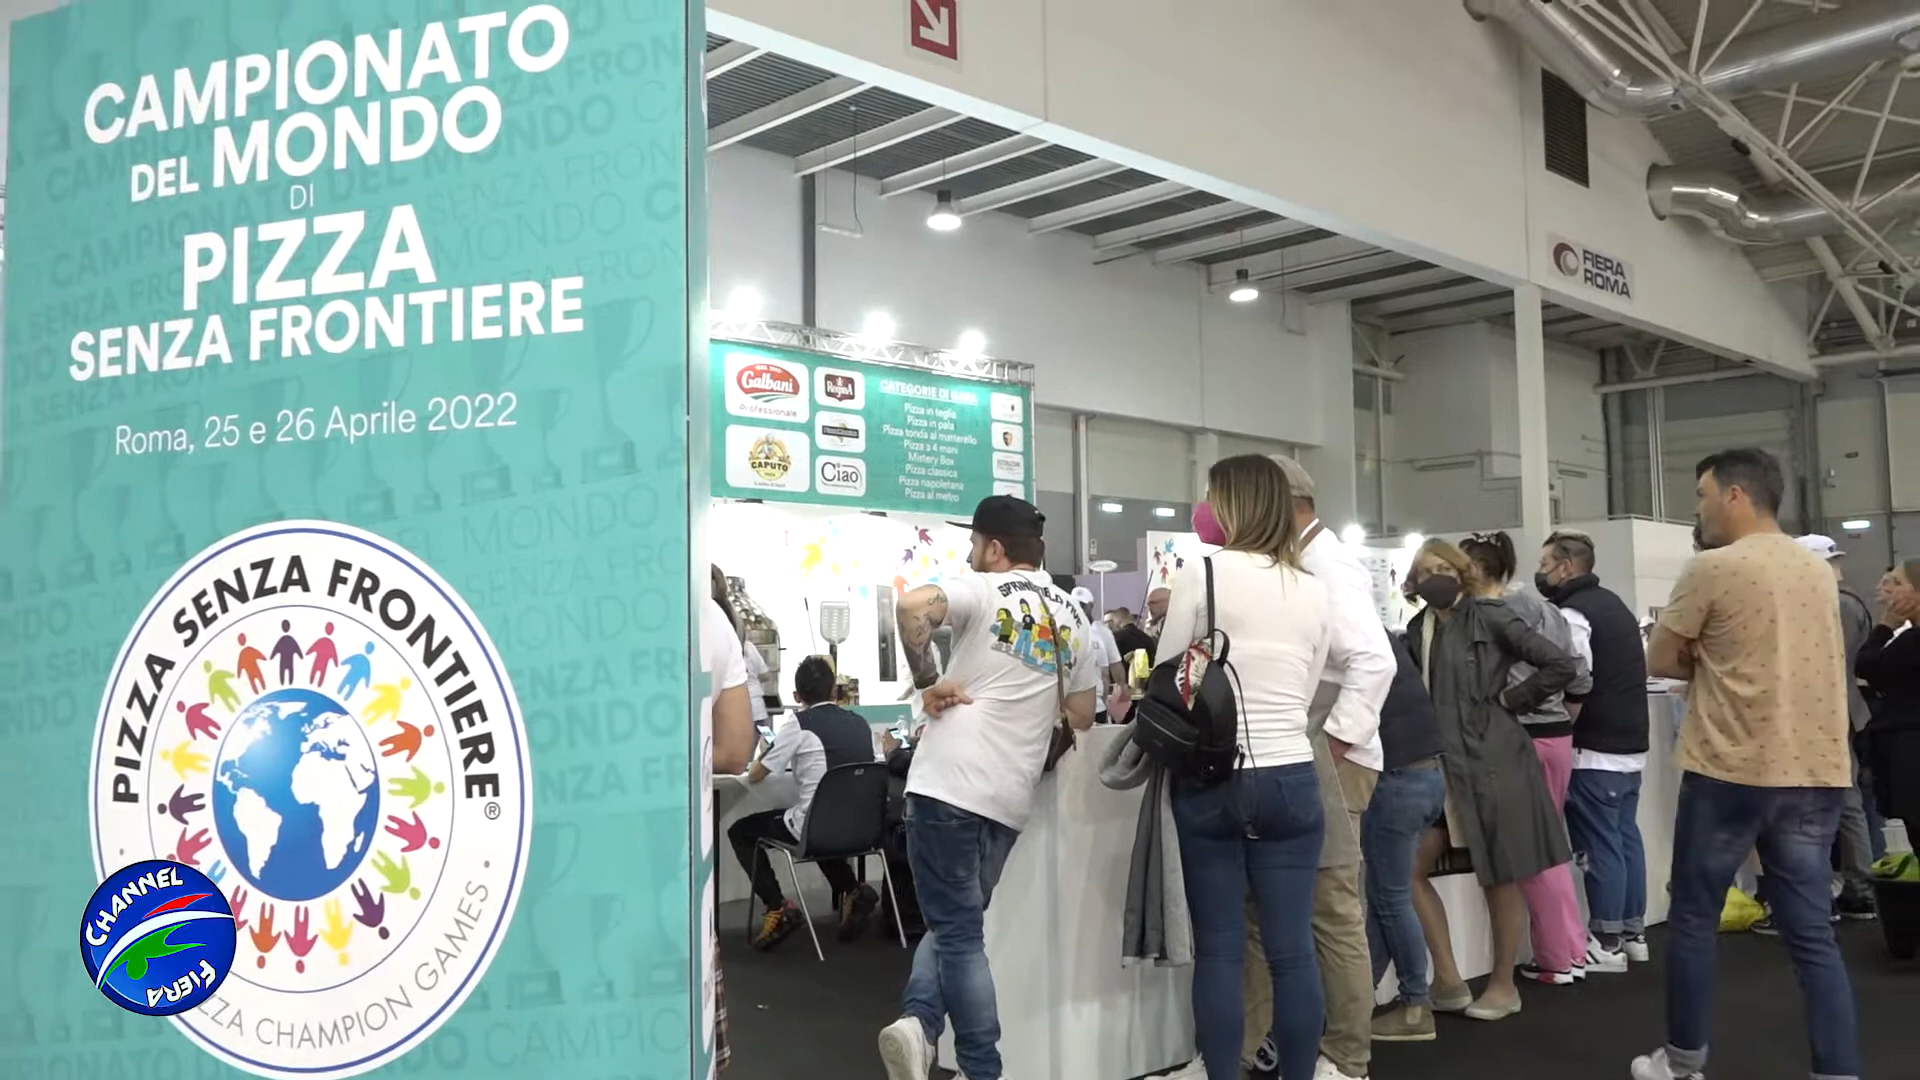 CAMPIONATO
DEL MONDO
DI
PIZZA
SENZA FRONTIERE
Roma, 25 e 26 Aprile 2022
PIZZA SENZA FRONTIERE®
ZZA CHAMPION GAMES
CHANNEL
FIERA
Galbani
Professionale
CAPUTO
Ciao
CATEGORIE DI GARA
Pizza in teglia
Pizza in pala
Pizza tonda al matterello
Pizza a 4 mani
Mistery Box
Pizza classica
Pizza napoletana
Pizza al metro
FIERA
ROMA